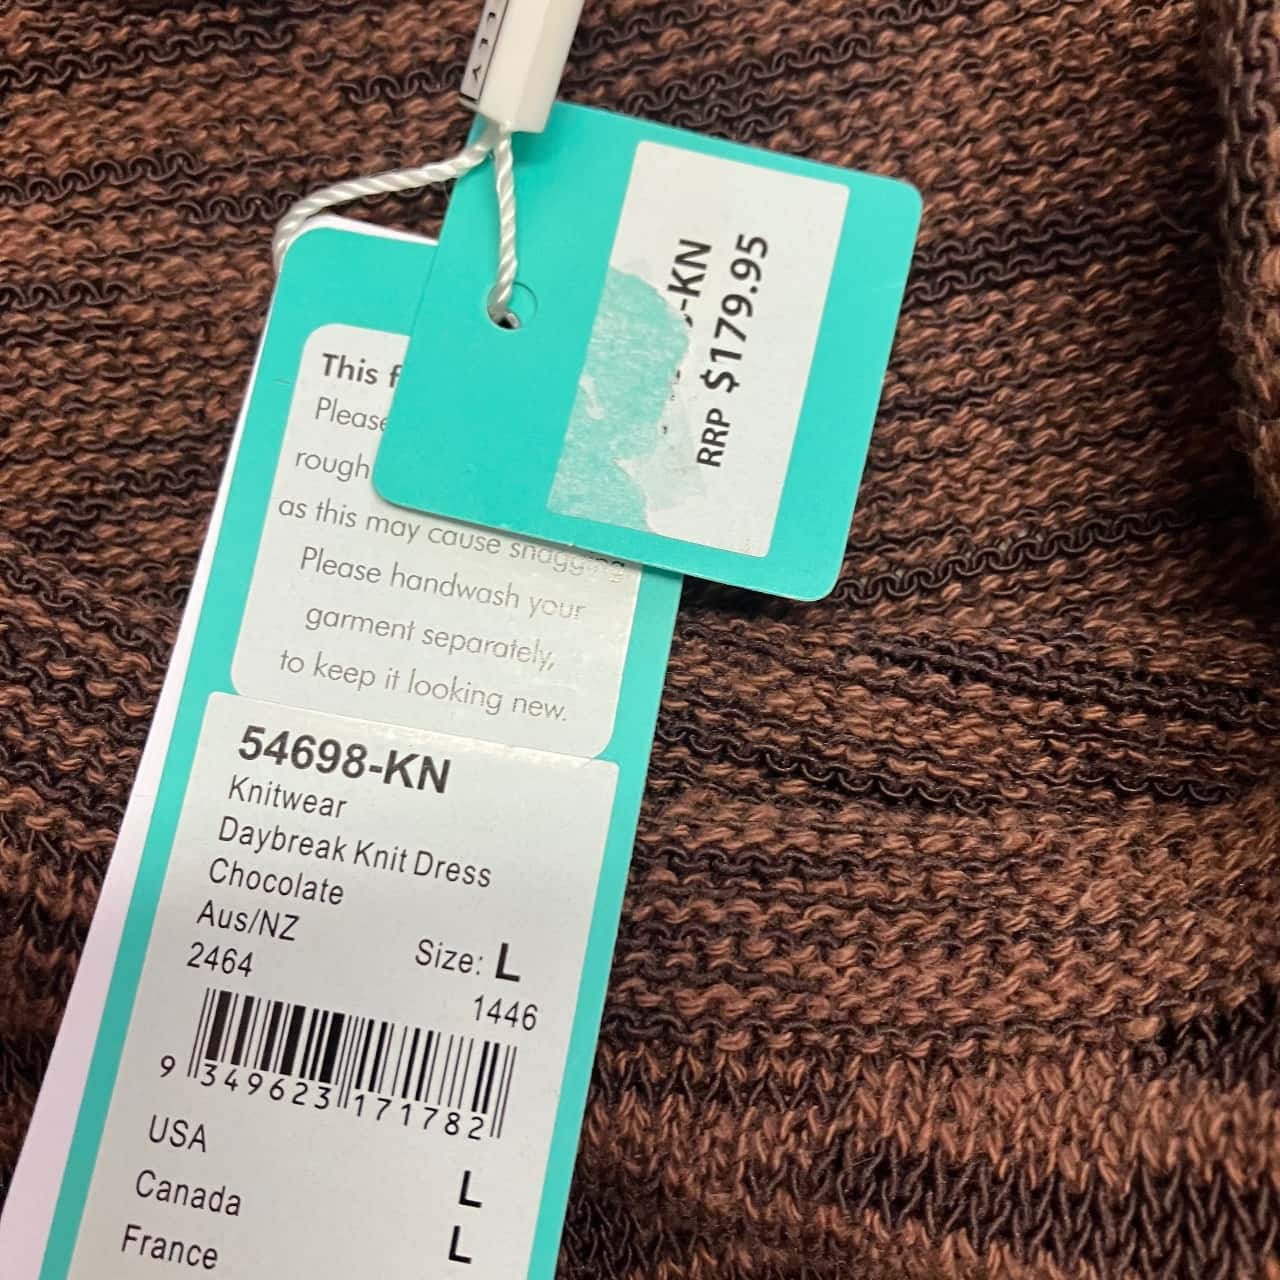 -KN
RRP $179.95
This f
Please
rough
as this may cause snagging
Please handwash your
garment separately,
to keep it looking new.
54698-KN
Knitwear
Daybreak Knit Dress
Chocolate
Aus/NZ
Size: L
2464
1446
9 349623 171782
USA
L
Canada
L
France